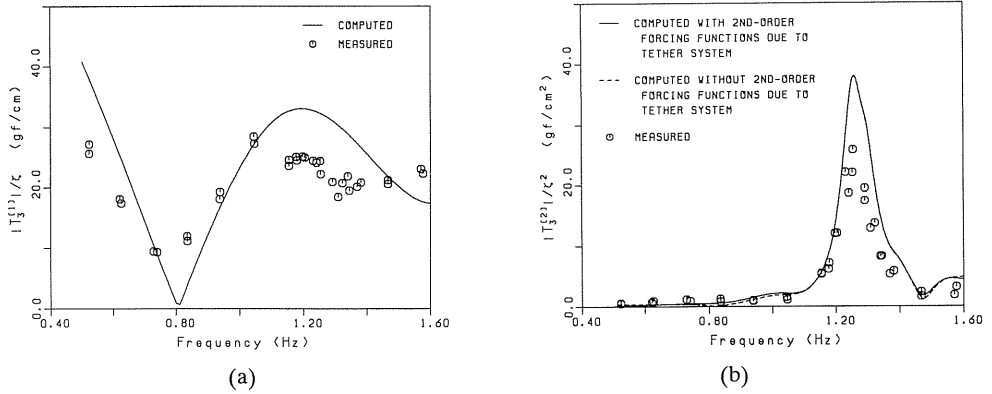 COMPUTED
MEASURED
|T₃⁽¹⁾|/ζ (gf/cm)
40.0
20.0
0.0
0.40 0.80 1.20 1.60
Frequency (Hz)
(a)
COMPUTED WITH 2ND-ORDER
FORCING FUNCTIONS DUE TO
TETHER SYSTEM
COMPUTED WITHOUT 2ND-ORDER
FORCING FUNCTIONS DUE TO
TETHER SYSTEM
MEASURED
|T₃⁽²⁾|/ζ² (gf/cm²)
40.0
20.0
0.0
0.40 0.80 1.20 1.60
Frequency (Hz)
(b)